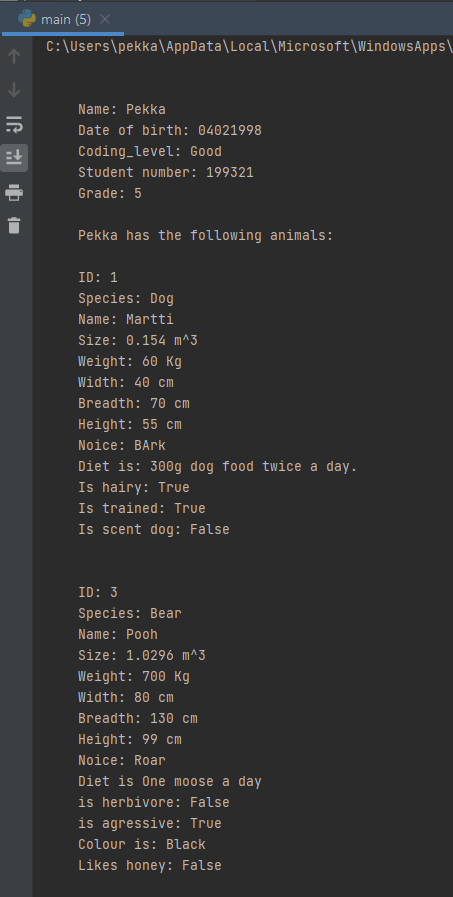 main (5)
C:\Users\pekka\AppData\Local\Microsoft\WindowsApps\
Name: Pekka
Date of birth: 04021998
Coding_level: Good
Student number: 199321
Grade: 5
Pekka has the following animals:
ID: 1
Species: Dog
Name: Martti
Size: 0.154 m^3
Weight: 60 Kg
Width: 40 cm
Breadth: 70 cm
Height: 55 cm
Noice: BArk
Diet is: 300g dog food twice a day.
Is hairy: True
Is trained: True
Is scent dog: False
ID: 3
Species: Bear
Name: Pooh
Size: 1.0296 m^3
Weight: 700 Kg
Width: 80 cm
Breadth: 130 cm
Height: 99 cm
Noice: Roar
Diet is One moose a day
is herbivore: False
is agressive: True
Colour is: Black
Likes honey: False